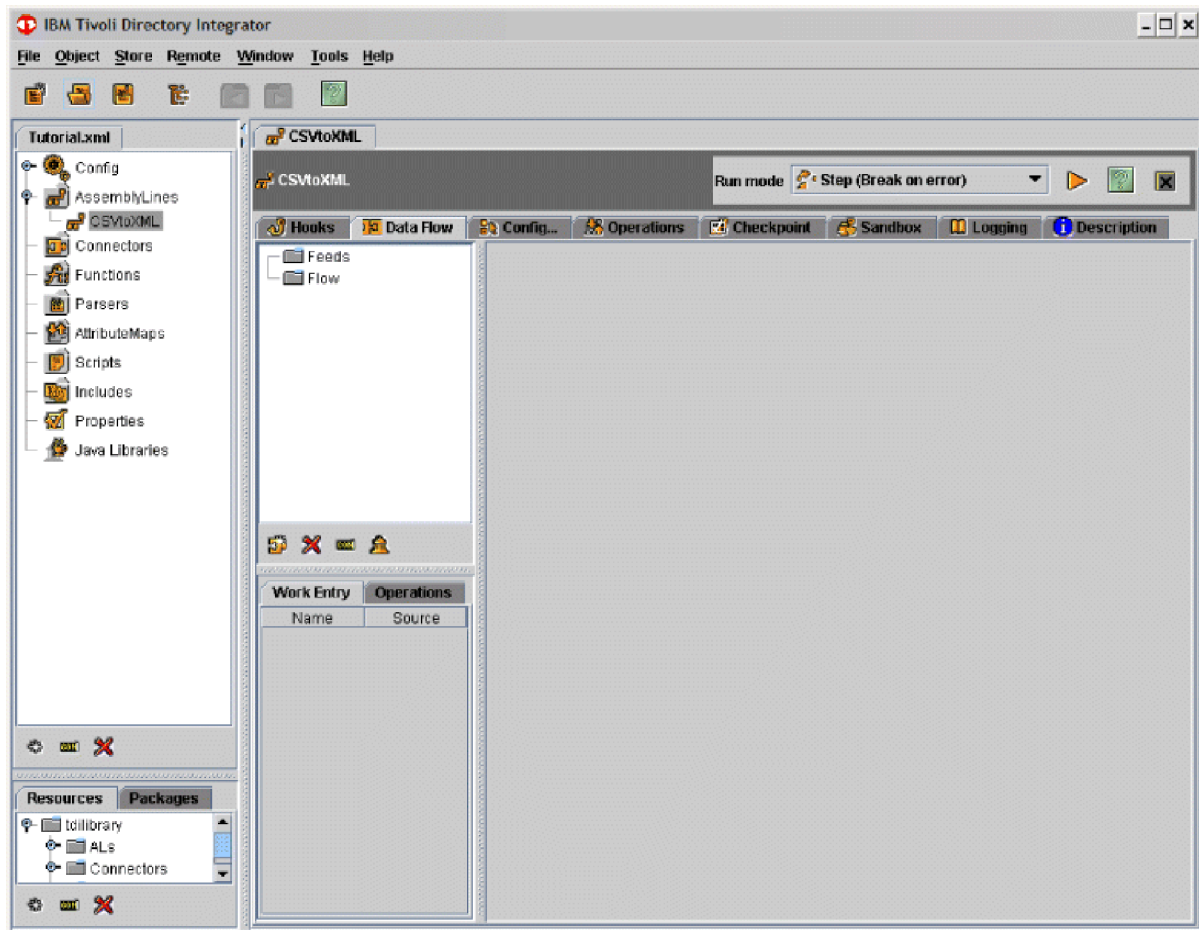 IBM Tivoli Directory Integrator
File Object Store Remote Window Tools Help
Tutorial.xml
Config
AssemblyLines
CSVtoXML
Connectors
Functions
Parsers
AttributeMaps
Scripts
Includes
Properties
Java Libraries
Resources Packages
tdilibrary
ALs
Connectors
CSVtoXML
CSVtoXML
Run mode Step (Break on error)
Hooks Data Flow Config... Operations Checkpoint Sandbox Logging Description
Feeds
Flow
Work Entry Operations
Name Source